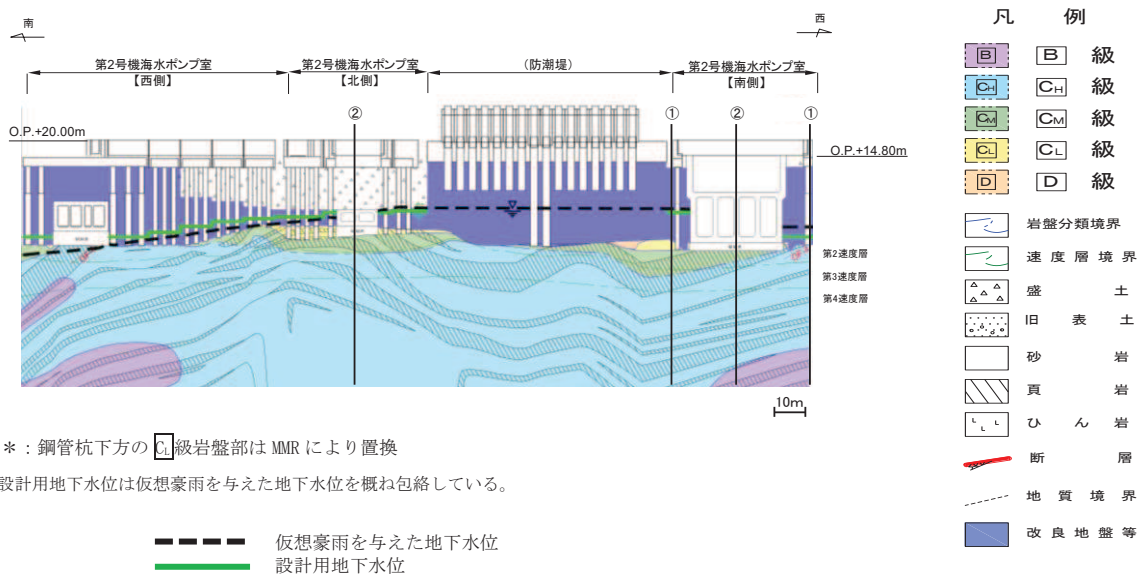 南
西
第2号機海水ポンプ室
【西側】
第2号機海水ポンプ室
【北側】
(防潮堤)
第2号機海水ポンプ室
【南側】
②
①
②
①
O.P.+20.00m
O.P.+14.80m
第2速度層
第3速度層
第4速度層
10m
*：鋼管杭下方の CL 級岩盤部は MMR により置換
設計用地下水位は仮想豪雨を与えた地下水位を概ね包絡している。
仮想豪雨を与えた地下水位
設計用地下水位
凡 例
B B 級
CH CH 級
CM CM 級
CL CL 級
D D 級
岩盤分類境界
速度層境界
盛土
旧表土
砂岩
頁岩
ひん岩
断層
地質境界
改良地盤等